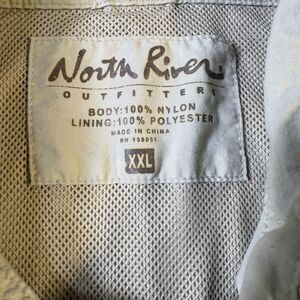 North River
OUTFITTERS
BODY:100% NYLON
LINING:100% POLYESTER
MADE IN CHINA
RN 138051
XXL